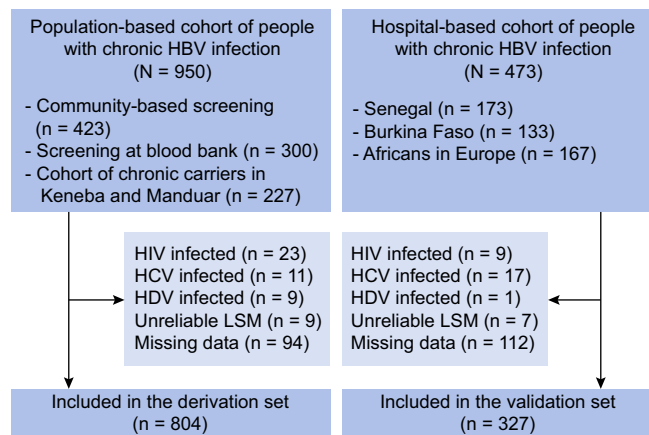 Population-based cohort of people
with chronic HBV infection
(N = 950)
- Community-based screening
(n = 423)
- Screening at blood bank (n = 300)
- Cohort of chronic carriers in
Keneba and Manduar (n = 227)
Hospital-based cohort of people
with chronic HBV infection
(N = 473)
- Senegal (n = 173)
- Burkina Faso (n = 133)
- Africans in Europe (n = 167)
HIV infected (n = 23)
HCV infected (n = 11)
HDV infected (n = 9)
Unreliable LSM (n = 9)
Missing data (n = 94)
HIV infected (n = 9)
HCV infected (n = 17)
HDV infected (n = 1)
Unreliable LSM (n = 7)
Missing data (n = 112)
Included in the derivation set
(n = 804)
Included in the validation set
(n = 327)